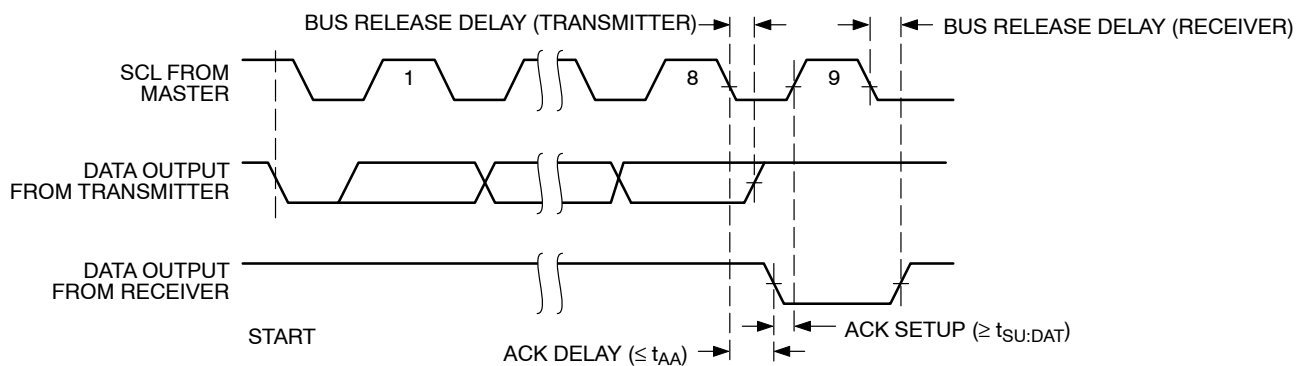 BUS RELEASE DELAY (TRANSMITTER)
BUS RELEASE DELAY (RECEIVER)
SCL FROM
MASTER
1
8
9
DATA OUTPUT
FROM TRANSMITTER
DATA OUTPUT
FROM RECEIVER
START
ACK SETUP (≥ tSU:DAT)
ACK DELAY (≤ tAA)